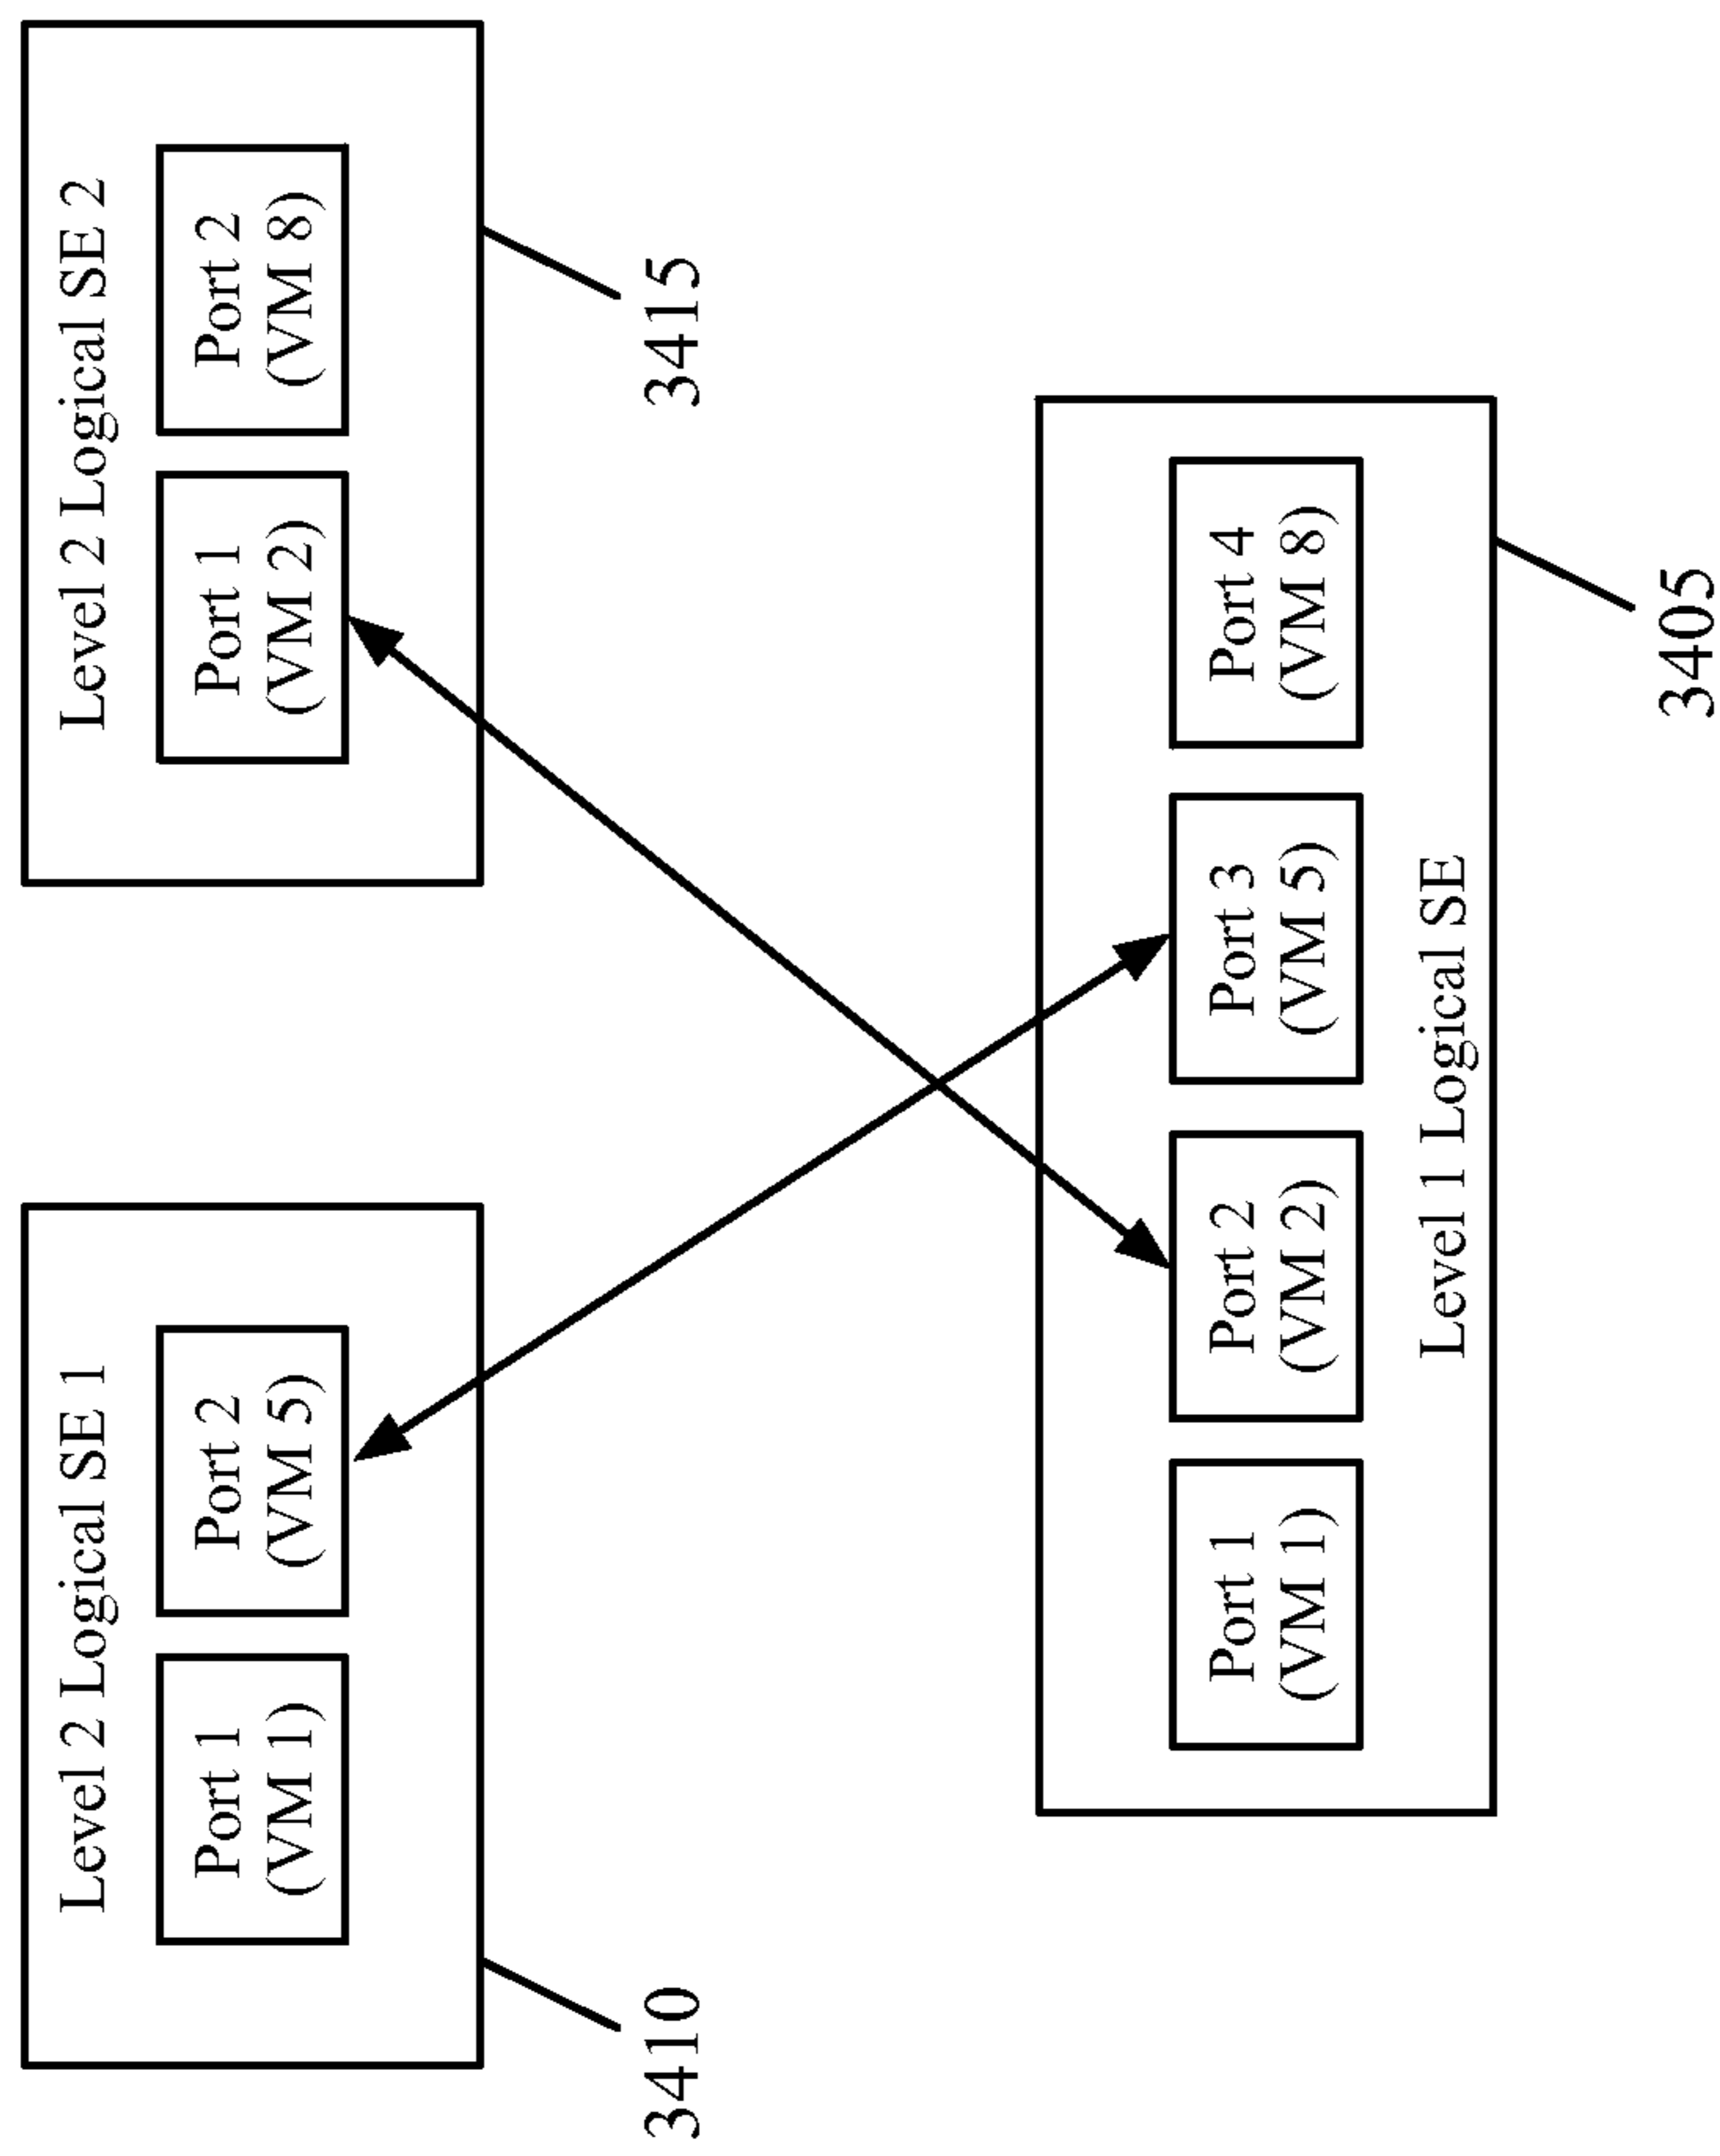 Level 2 Logical SE 1
Port 1
(VM 1)
Port 2
(VM 5)
3410
Level 2 Logical SE 2
Port 1
(VM 2)
Port 2
(VM 8)
3415
Port 1
(VM 1)
Port 2
(VM 2)
Port 3
(VM 5)
Port 4
(VM 8)
Level 1 Logical SE
3405